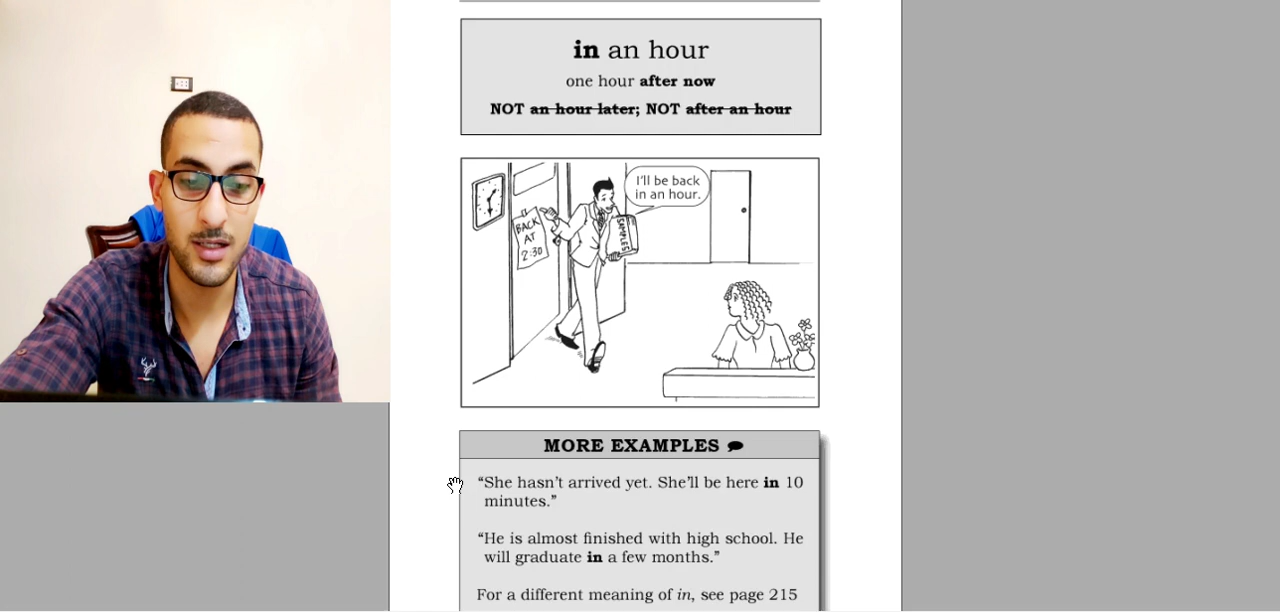 in an hour
one hour after now
NOT an hour later; NOT after an hour
I'll be back
in an hour.
BACK
AT
2:30
SAMPLES
MORE EXAMPLES
“She hasn’t arrived yet. She’ll be here in 10
minutes.”
“He is almost finished with high school. He
will graduate in a few months.”
For a different meaning of in, see page 215